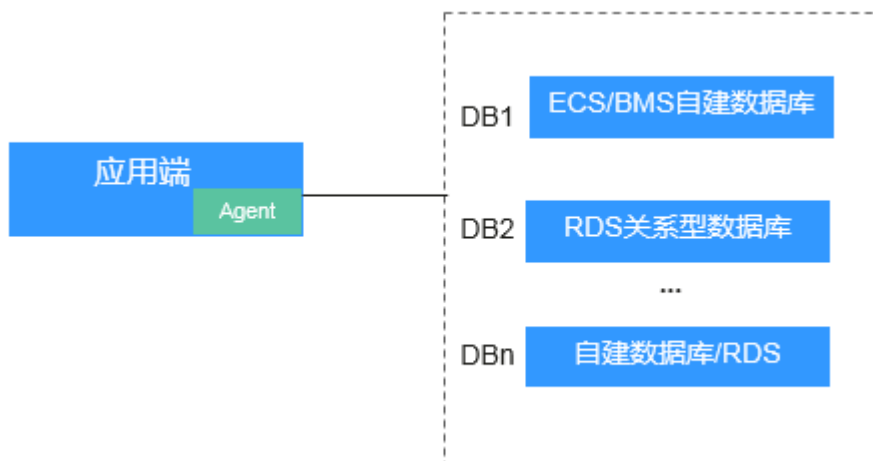 应用端
Agent
DB1
ECS/BMS自建数据库
DB2
RDS关系型数据库
...
DBn
自建数据库/RDS